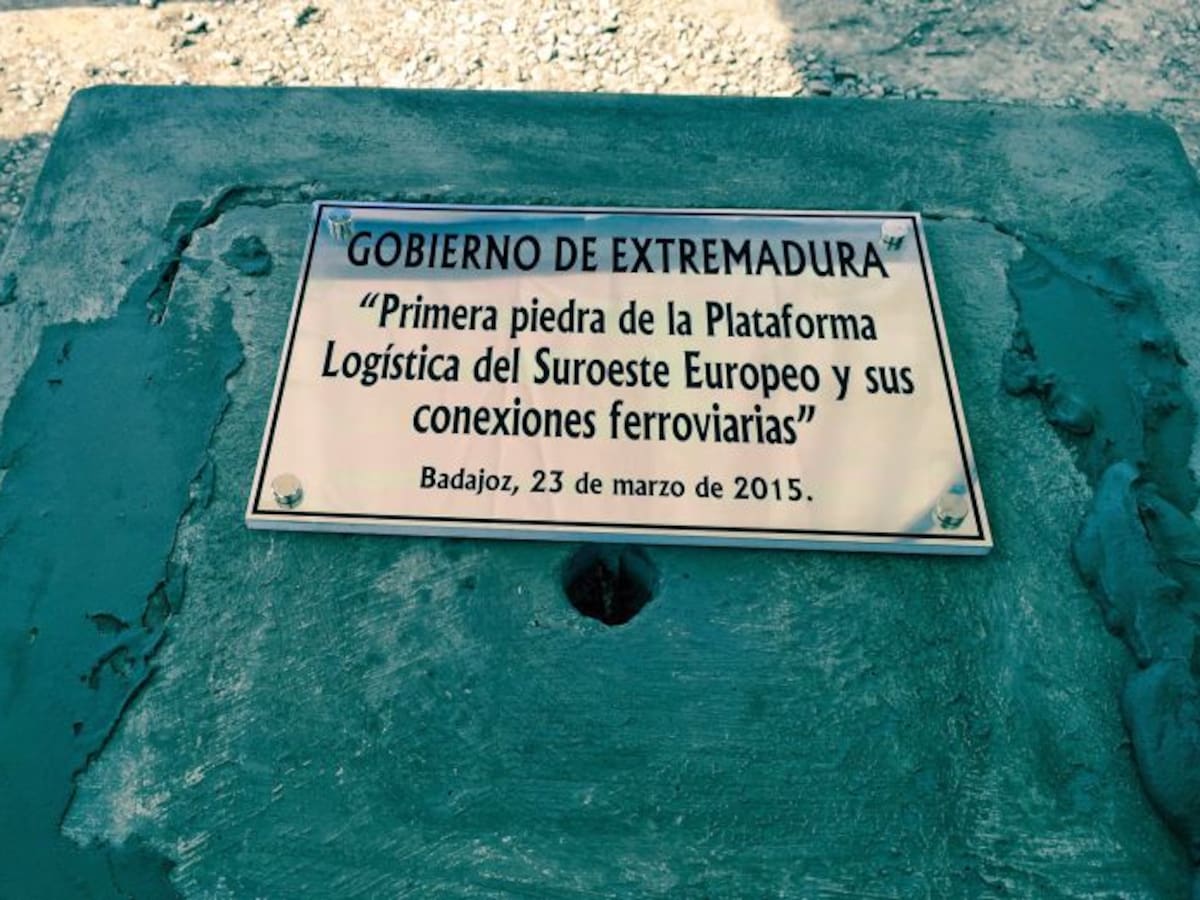 GOBIERNO DE EXTREMADURA
“Primera piedra de la Plataforma
Logística del Suroeste Europeo y sus
conexiones ferroviarias”
Badajoz, 23 de marzo de 2015.